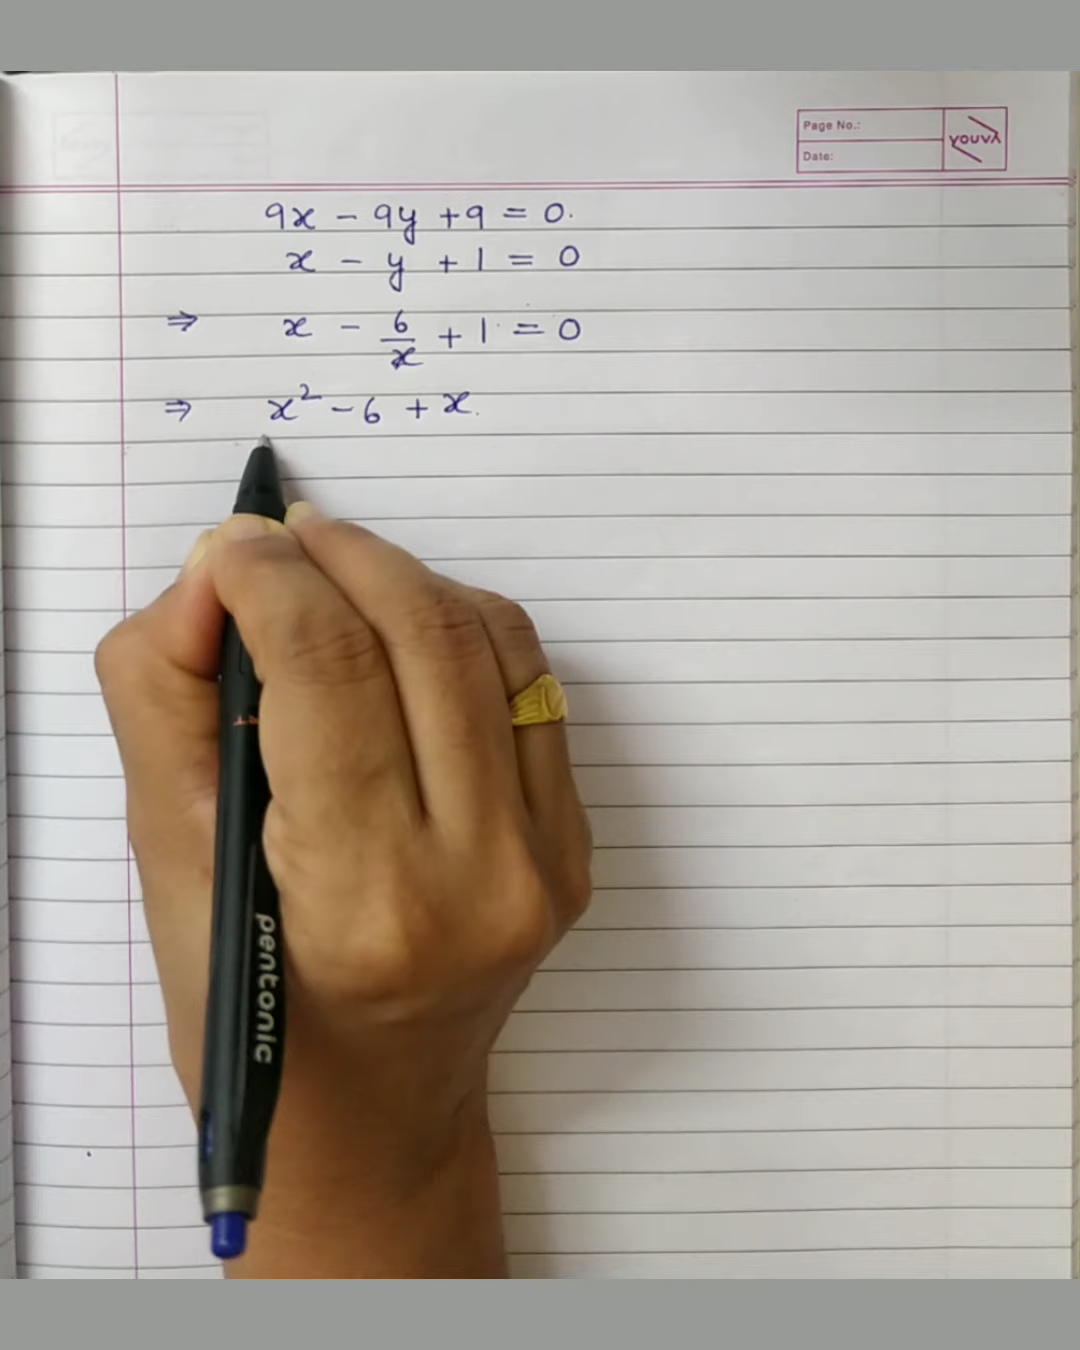 Page No.:
Date:
youva
9x - 9y + 9 = 0.
x - y + 1 = 0
⇒ x - 6/x + 1 = 0
⇒ x² - 6 + x.
pentonic